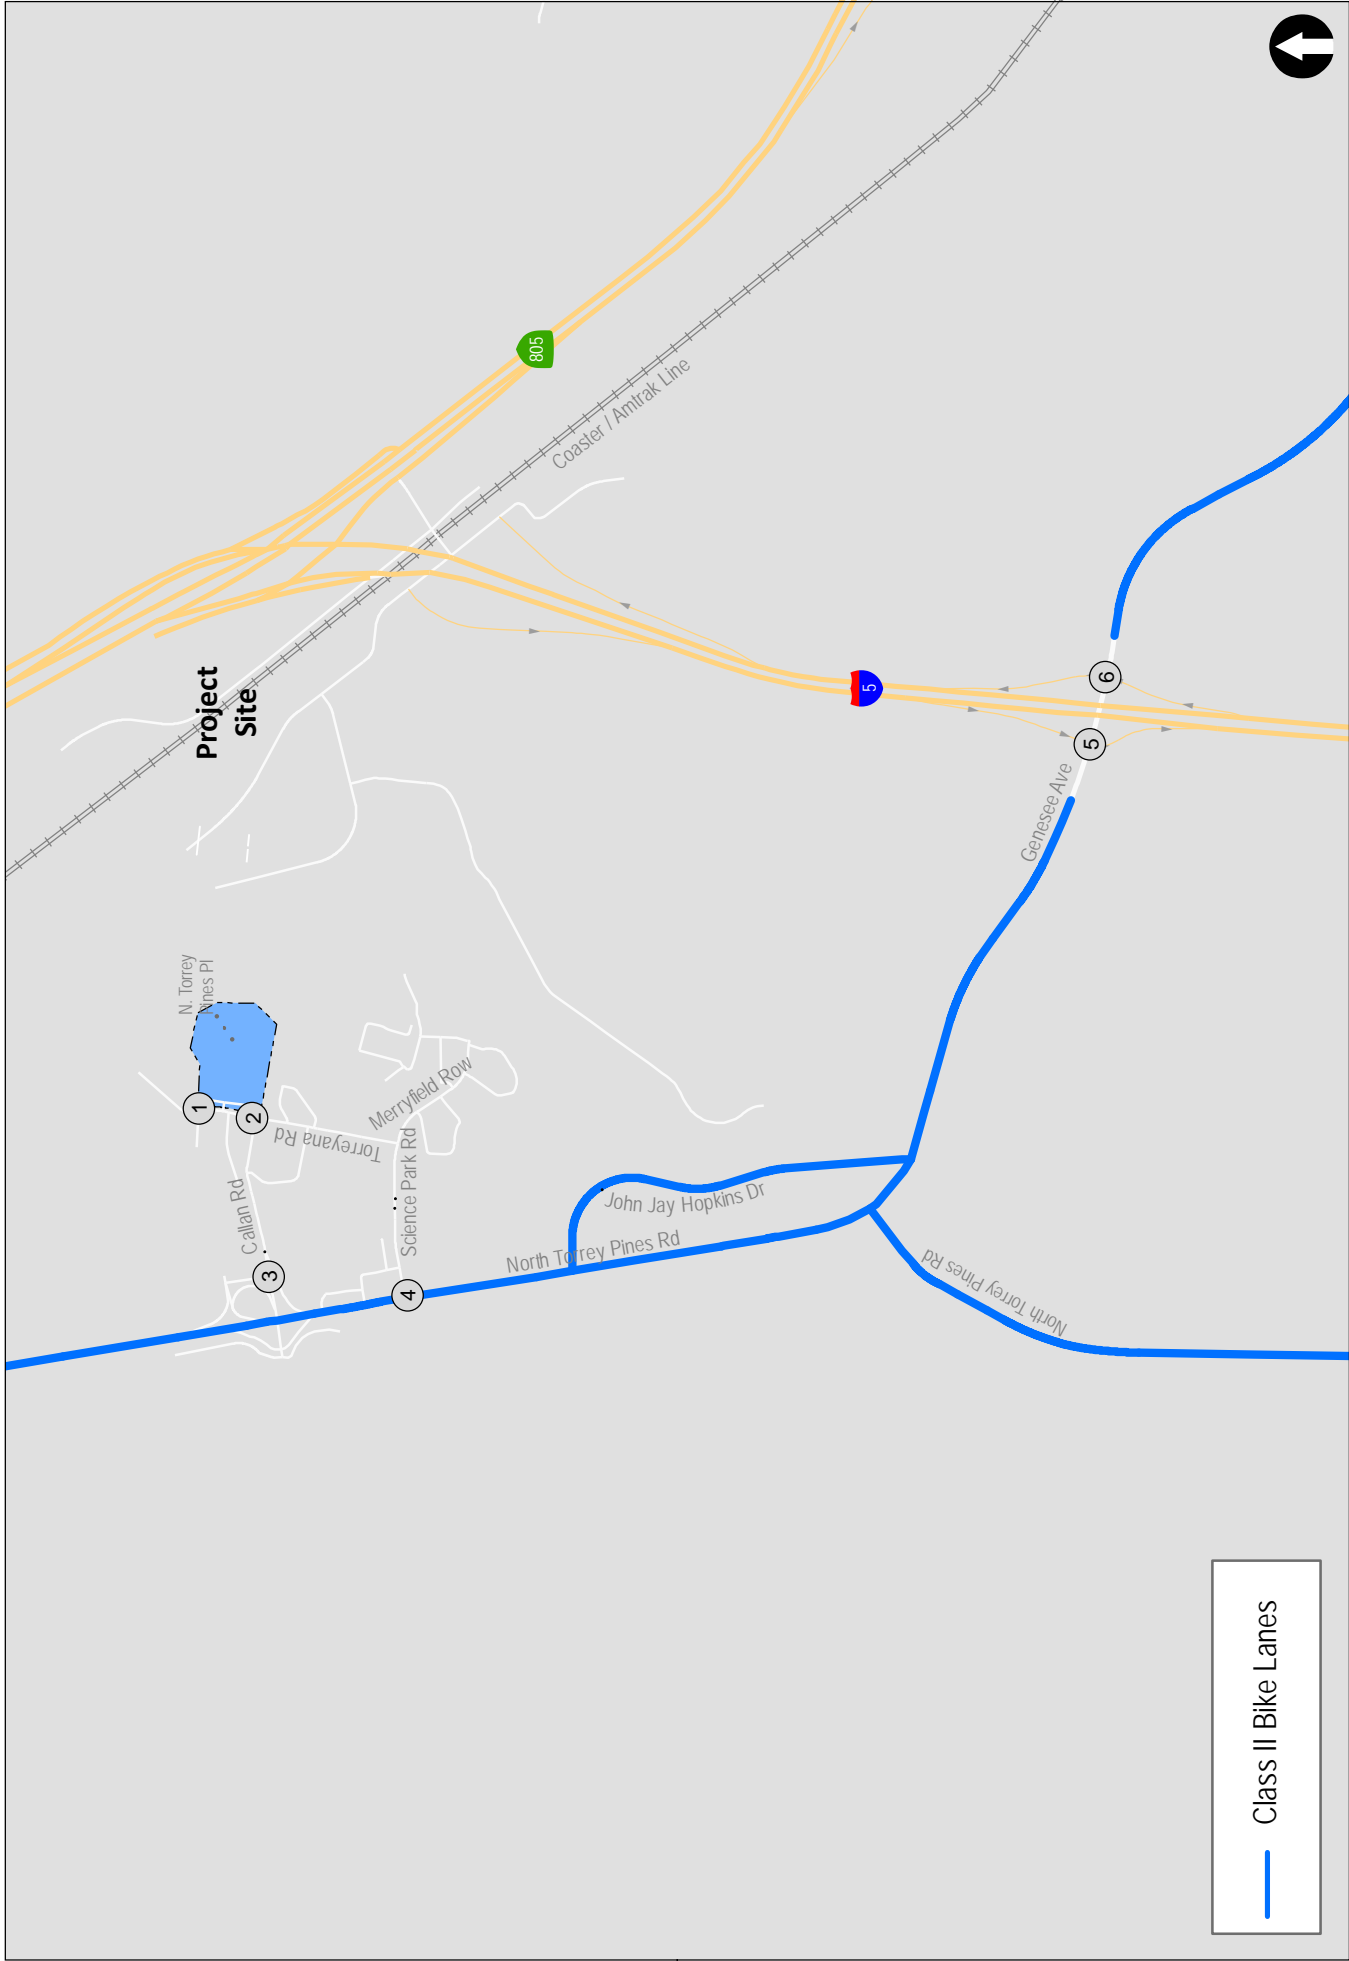 805
Coaster / Amtrak Line
Project
Site
5
6
5
Genesee Ave
N. Torrey
Pines Pl
1
2
Torreyana Rd
Merryfield Row
Callan Rd
Science Park Rd
3
4
John Jay Hopkins Dr
North Torrey Pines Rd
North Torrey Pines Rd
Class II Bike Lanes